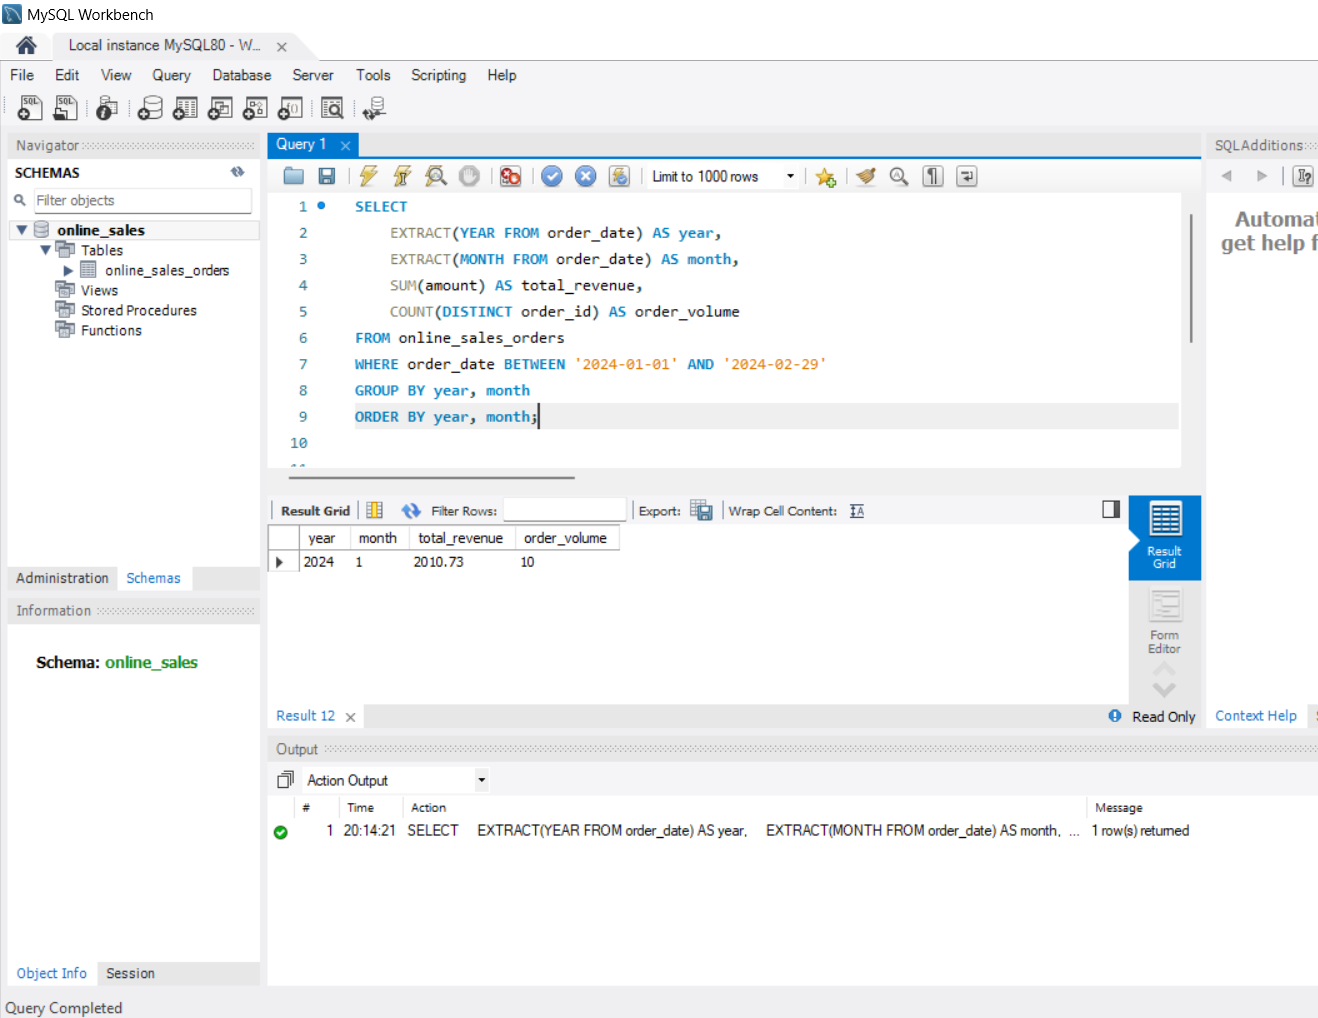 MySQL Workbench
Local instance MySQL80 - W...
File Edit View Query Database Server Tools Scripting Help
Navigator
SCHEMAS
Filter objects
online_sales
Tables
online_sales_orders
Views
Stored Procedures
Functions
Administration Schemas
Information
Schema: online_sales
Object Info Session
Query Completed
Query 1
Limit to 1000 rows
1 SELECT
2 EXTRACT(YEAR FROM order_date) AS year,
3 EXTRACT(MONTH FROM order_date) AS month,
4 SUM(amount) AS total_revenue,
5 COUNT(DISTINCT order_id) AS order_volume
6 FROM online_sales_orders
7 WHERE order_date BETWEEN '2024-01-01' AND '2024-02-29'
8 GROUP BY year, month
9 ORDER BY year, month;
10
Result Grid Filter Rows: Export: Wrap Cell Content:
year month total_revenue order_volume
2024 1 2010.73 10
Result
Grid
Form
Editor
Result 12
Read Only
SQLAdditions
Automat
get help f
Context Help
Output
Action Output
# Time Action Message
1 20:14:21 SELECT EXTRACT(YEAR FROM order_date) AS year, EXTRACT(MONTH FROM order_date) AS month, ... 1 row(s) returned